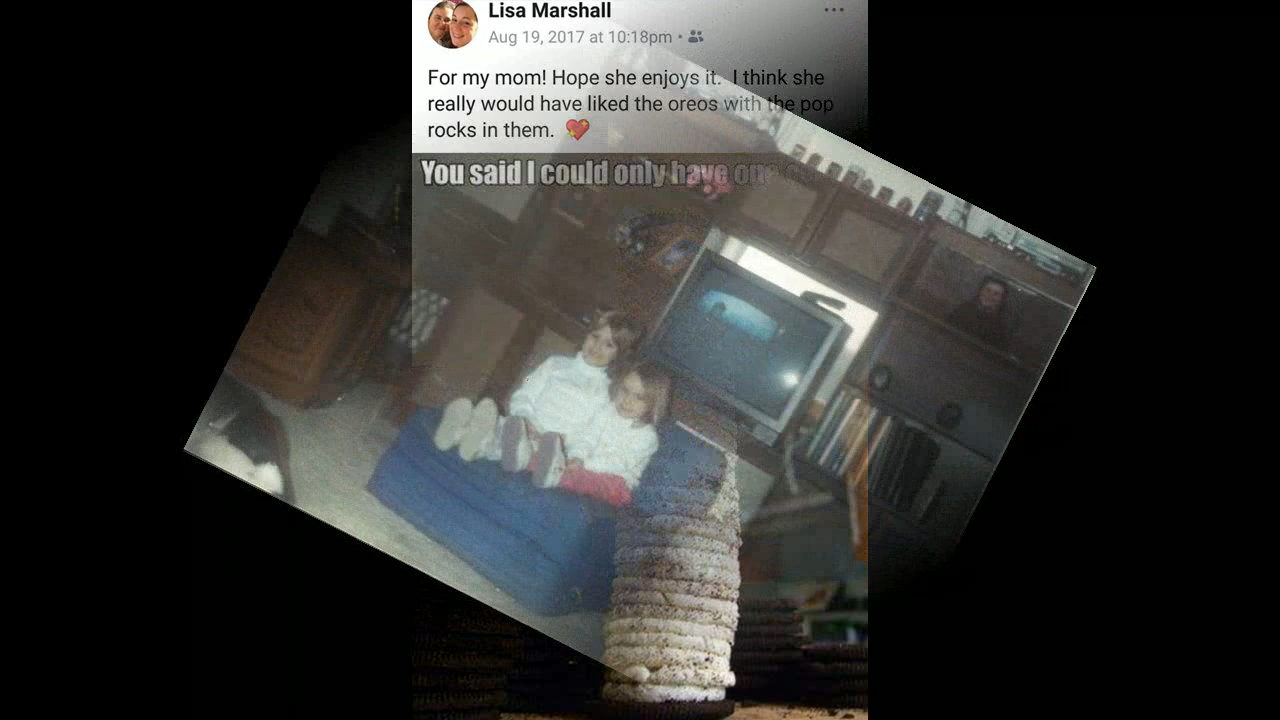 Lisa Marshall
Aug 19, 2017 at 10:18pm •
For my mom! Hope she enjoys it. I think she
really would have liked the oreos with the pop
rocks in them. 💖
You said I could only have one